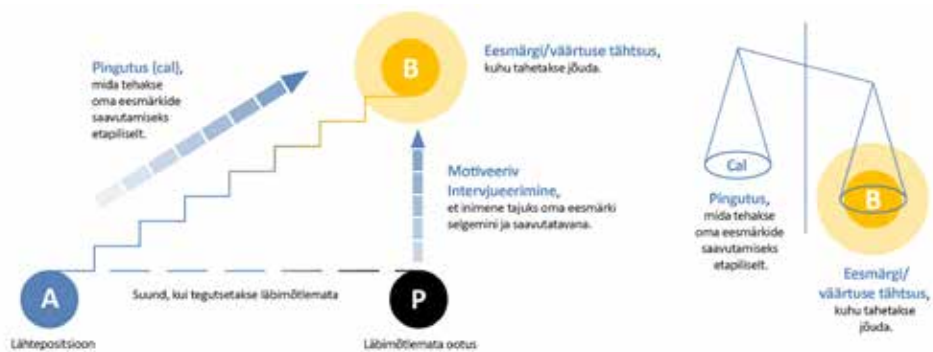 Pingutus (cal),
mida tehakse
oma eesmärkide
saavutamiseks
etapiliselt.
B
Eesmärgi/väärtuse tähtsus,
kuhu tahetakse jõuda.
Motiveeriv
Intervjueerimine,
et inimene tajuks oma eesmärki
selgemini ja saavutatavana.
A
Suund, kui tegutsetakse läbimõtlemata
P
Lähtepositsioon
Läbimõtlemata ootus
Cal
Pingutus,
mida tehakse
oma eesmärkide
saavutamiseks
etapiliselt.
B
Eesmärgi/
väärtuse tähtsus,
kuhu tahetakse
jõuda.